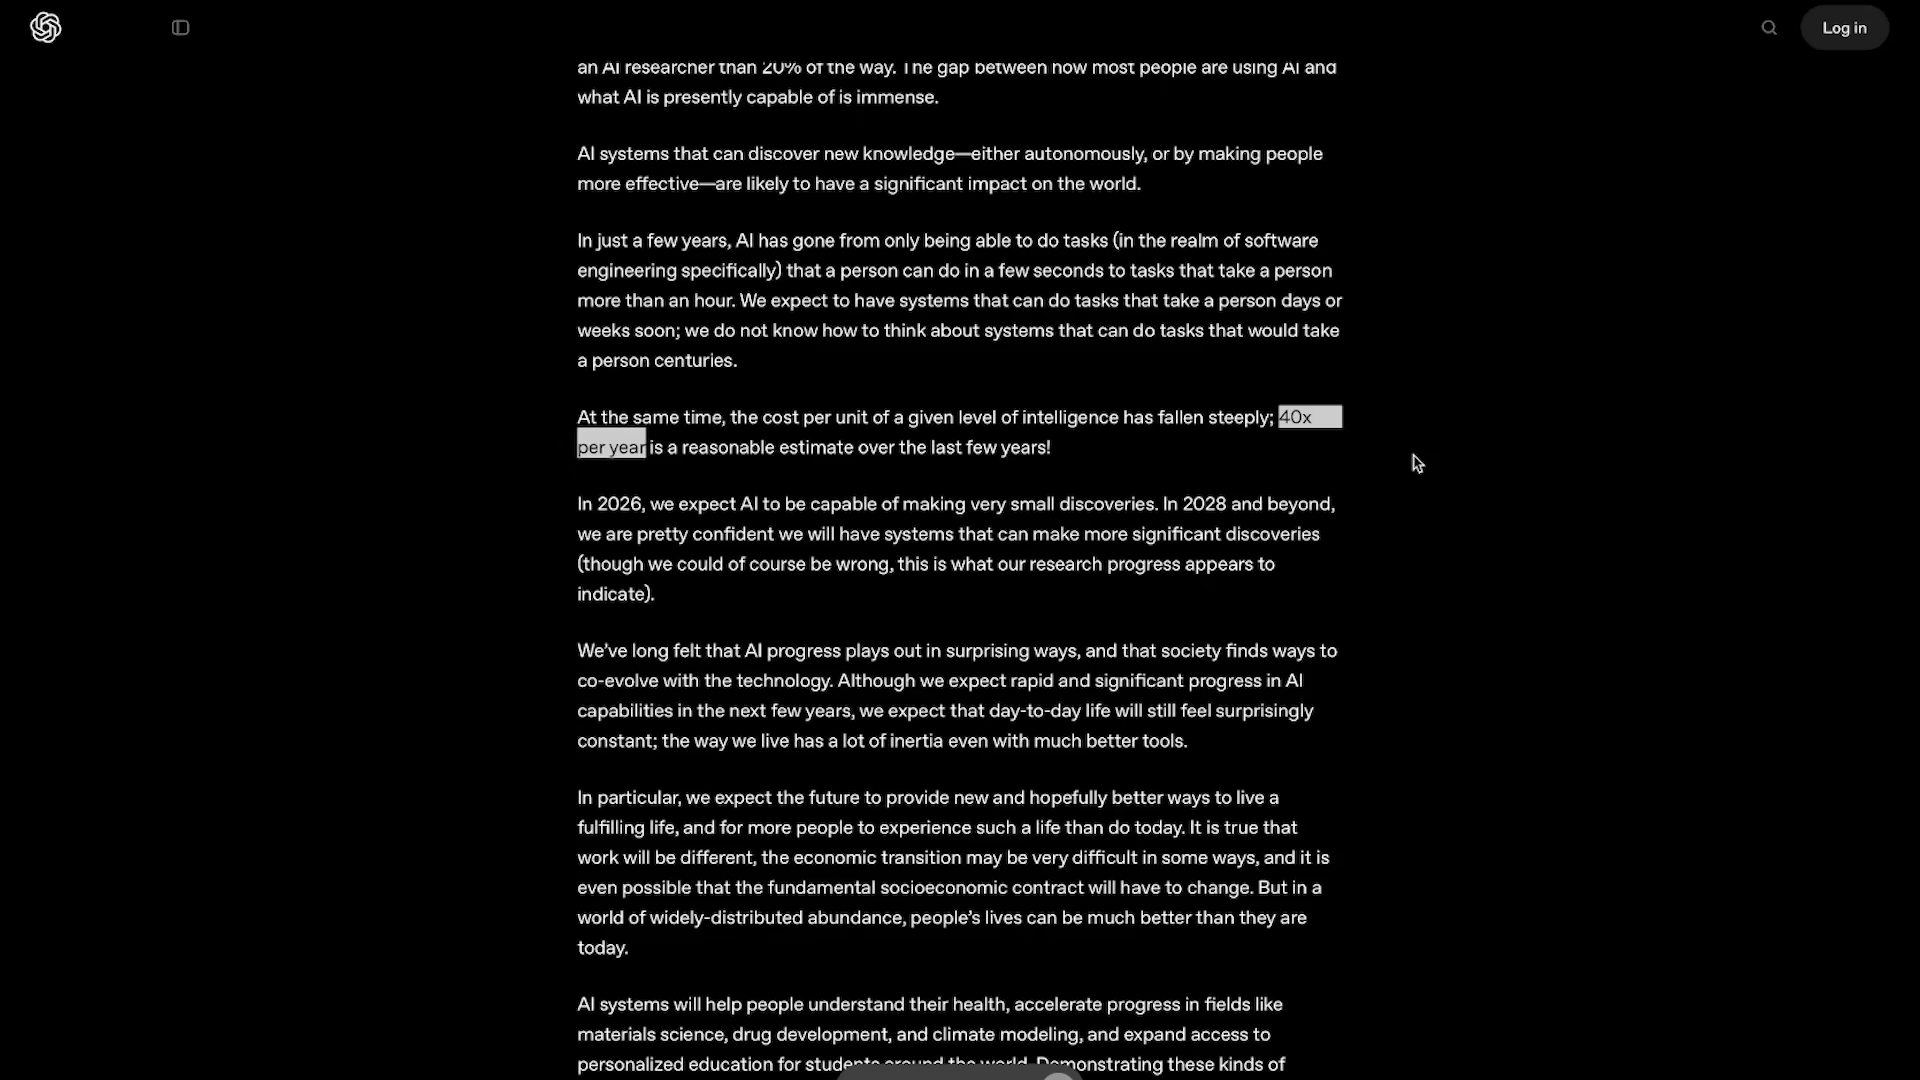 Log in
an AI researcher than 20% of the way. The gap between how most people are using AI and
what AI is presently capable of is immense.
AI systems that can discover new knowledge—either autonomously, or by making people
more effective—are likely to have a significant impact on the world.
In just a few years, AI has gone from only being able to do tasks (in the realm of software
engineering specifically) that a person can do in a few seconds to tasks that take a person
more than an hour. We expect to have systems that can do tasks that take a person days or
weeks soon; we do not know how to think about systems that can do tasks that would take
a person centuries.
At the same time, the cost per unit of a given level of intelligence has fallen steeply; 40x
per year is a reasonable estimate over the last few years!
In 2026, we expect AI to be capable of making very small discoveries. In 2028 and beyond,
we are pretty confident we will have systems that can make more significant discoveries
(though we could of course be wrong, this is what our research progress appears to
indicate).
We’ve long felt that AI progress plays out in surprising ways, and that society finds ways to
co-evolve with the technology. Although we expect rapid and significant progress in AI
capabilities in the next few years, we expect that day-to-day life will still feel surprisingly
constant; the way we live has a lot of inertia even with much better tools.
In particular, we expect the future to provide new and hopefully better ways to live a
fulfilling life, and for more people to experience such a life than do today. It is true that
work will be different, the economic transition may be very difficult in some ways, and it is
even possible that the fundamental socioeconomic contract will have to change. But in a
world of widely-distributed abundance, people’s lives can be much better than they are
today.
AI systems will help people understand their health, accelerate progress in fields like
materials science, drug development, and climate modeling, and expand access to
personalized education for students around the world. Demonstrating these kinds of